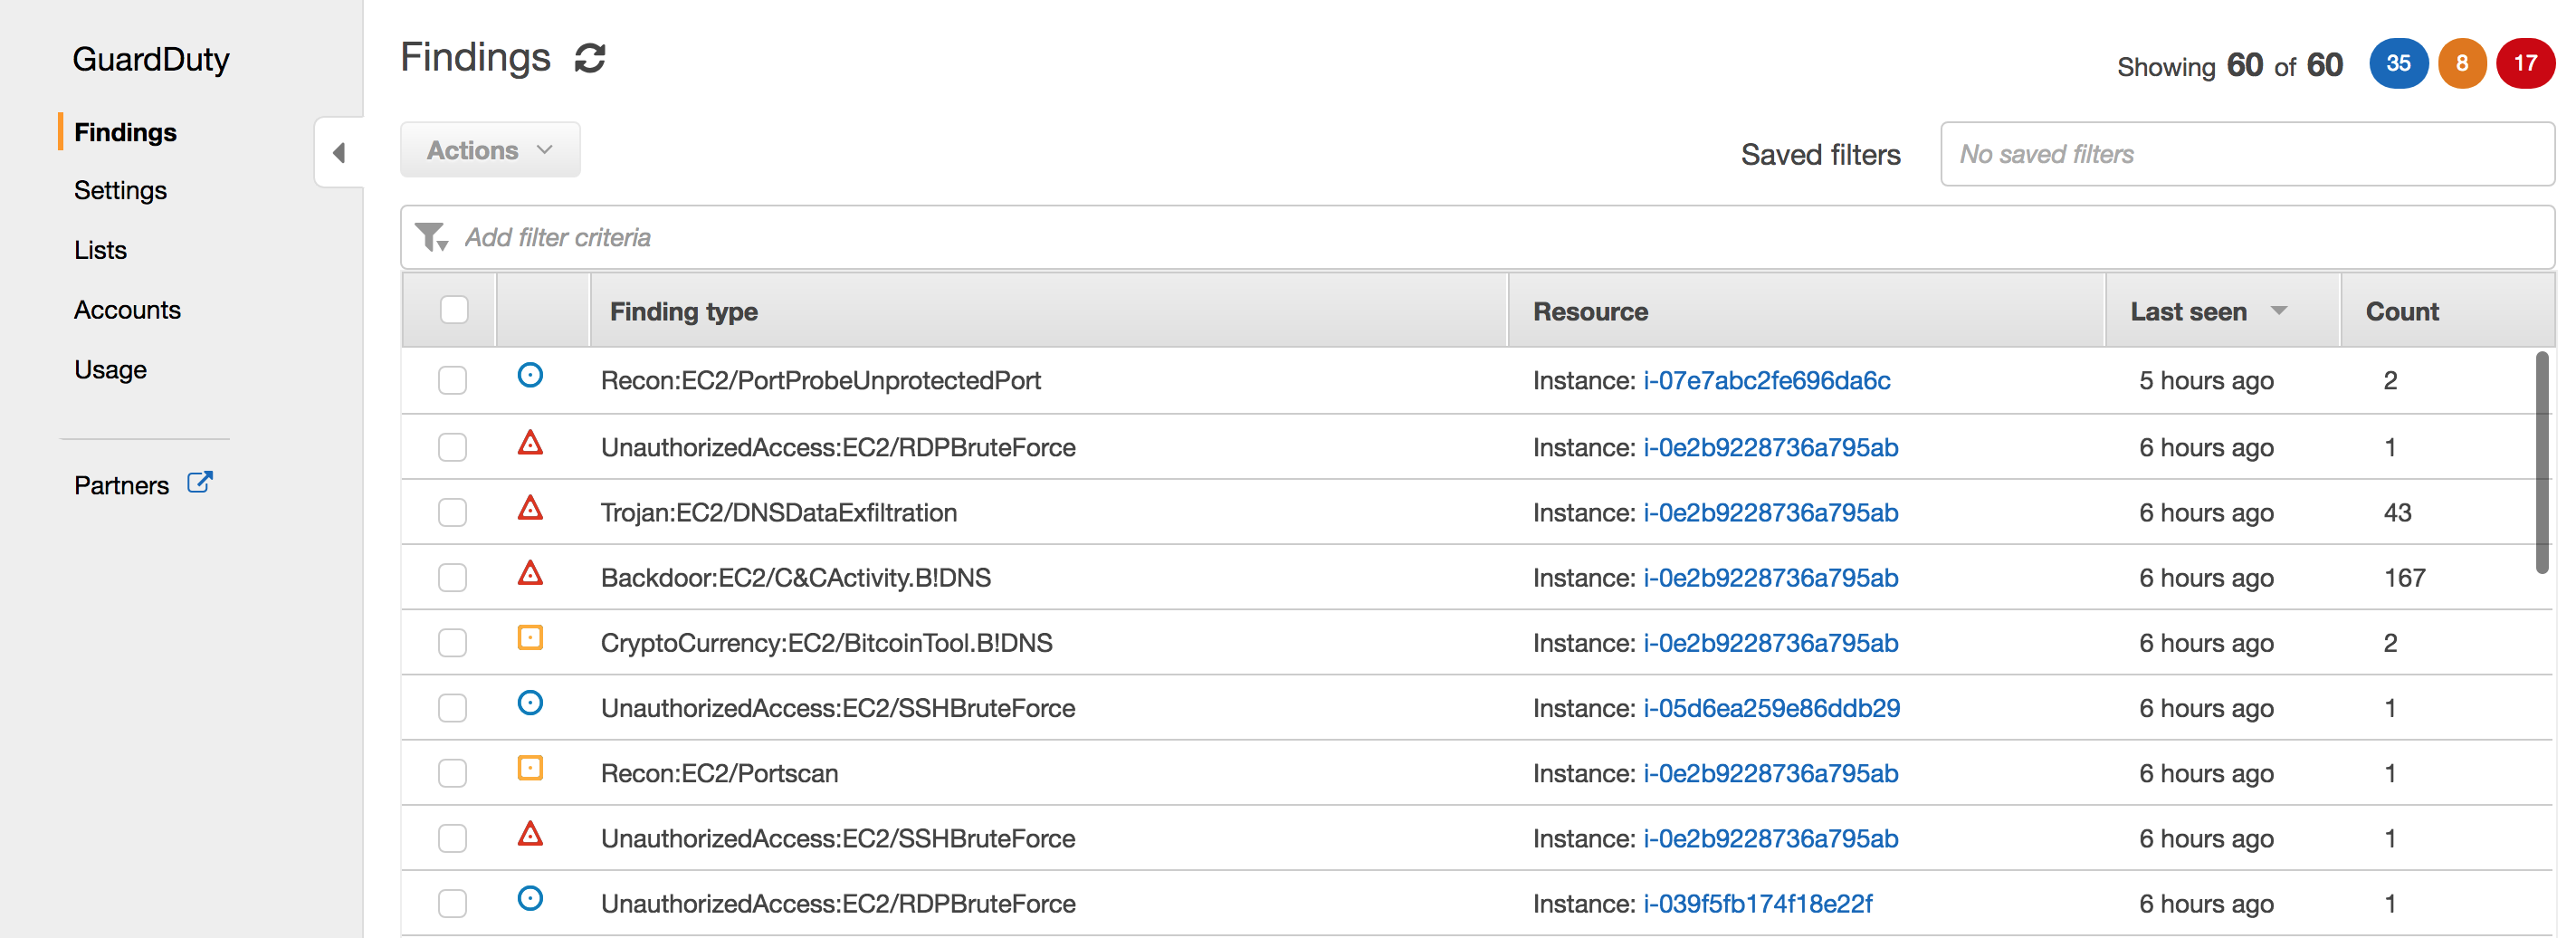 GuardDuty
Findings
Settings
Lists
Accounts
Usage
Partners
Findings
Showing 60 of 60 35 8 17
Actions
Saved filters No saved filters
Add filter criteria
Finding type Resource Last seen Count
Recon:EC2/PortProbeUnprotectedPort Instance: i-07e7abc2fe696da6c 5 hours ago 2
UnauthorizedAccess:EC2/RDPBruteForce Instance: i-0e2b9228736a795ab 6 hours ago 1
Trojan:EC2/DNSDataExfiltration Instance: i-0e2b9228736a795ab 6 hours ago 43
Backdoor:EC2/C&CActivity.B!DNS Instance: i-0e2b9228736a795ab 6 hours ago 167
CryptoCurrency:EC2/BitcoinTool.B!DNS Instance: i-0e2b9228736a795ab 6 hours ago 2
UnauthorizedAccess:EC2/SSHBruteForce Instance: i-05d6ea259e86ddb29 6 hours ago 1
Recon:EC2/Portscan Instance: i-0e2b9228736a795ab 6 hours ago 1
UnauthorizedAccess:EC2/SSHBruteForce Instance: i-0e2b9228736a795ab 6 hours ago 1
UnauthorizedAccess:EC2/RDPBruteForce Instance: i-039f5fb174f18e22f 6 hours ago 1